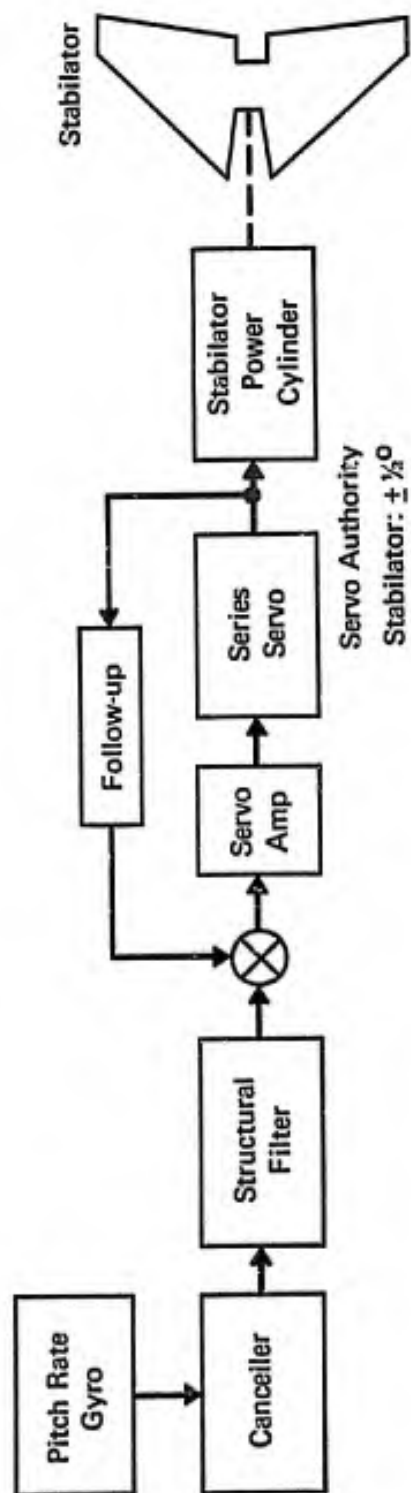 Pitch Rate
Gyro
Canceller
Structural
Filter
Follow-up
Servo
Amp
Series
Servo
Stabilator
Power
Cylinder
Stabilator
Servo Authority
Stabilator: ± ½°